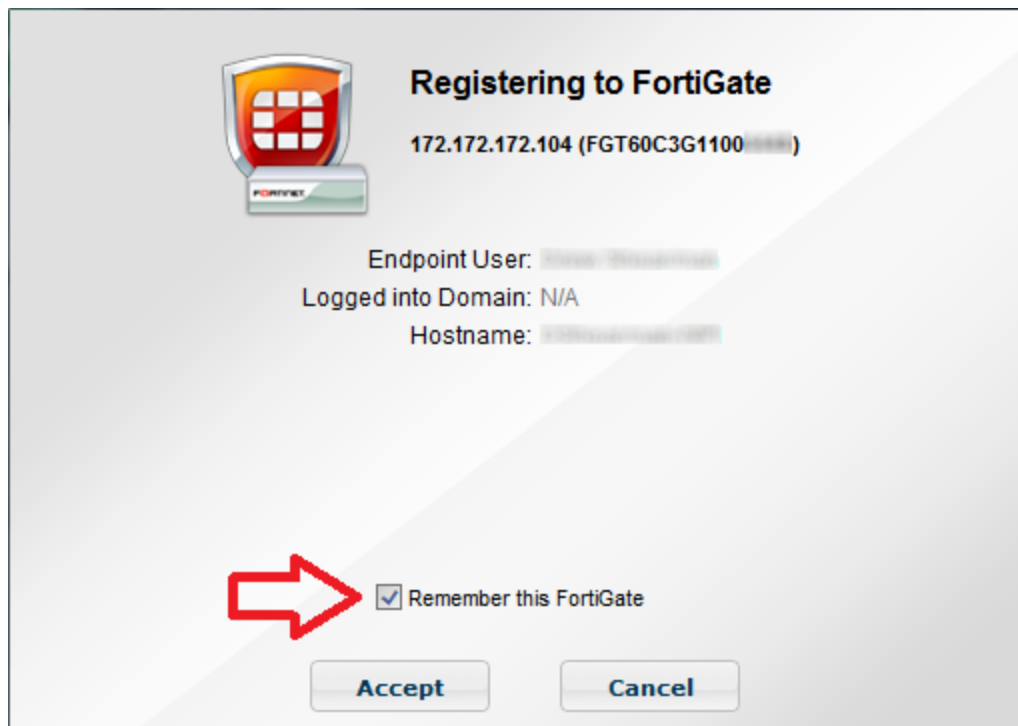 Registering to FortiGate
172.172.172.104 (FGT60C3G1100 )
FORTINET
Endpoint User:
Logged into Domain: N/A
Hostname:
Remember this FortiGate
Accept
Cancel